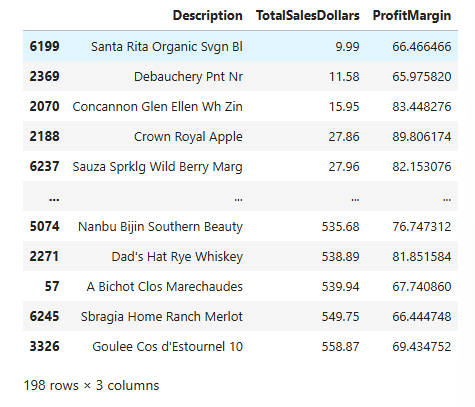 Description TotalSalesDollars ProfitMargin
6199 Santa Rita Organic Svgn Bl 9.99 66.466466
2369 Debauchery Pnt Nr 11.58 65.975820
2070 Concannon Glen Ellen Wh Zin 15.95 83.448276
2188 Crown Royal Apple 27.86 89.806174
6237 Sauza Sprklg Wild Berry Marg 27.96 82.153076
... ... ... ...
5074 Nanbu Bijin Southern Beauty 535.68 76.747312
2271 Dad's Hat Rye Whiskey 538.89 81.851584
57 A Bichot Clos Marechaudes 539.94 67.740860
6245 Sbragia Home Ranch Merlot 549.75 66.444748
3326 Goulee Cos d'Estournel 10 558.87 69.434752
198 rows × 3 columns